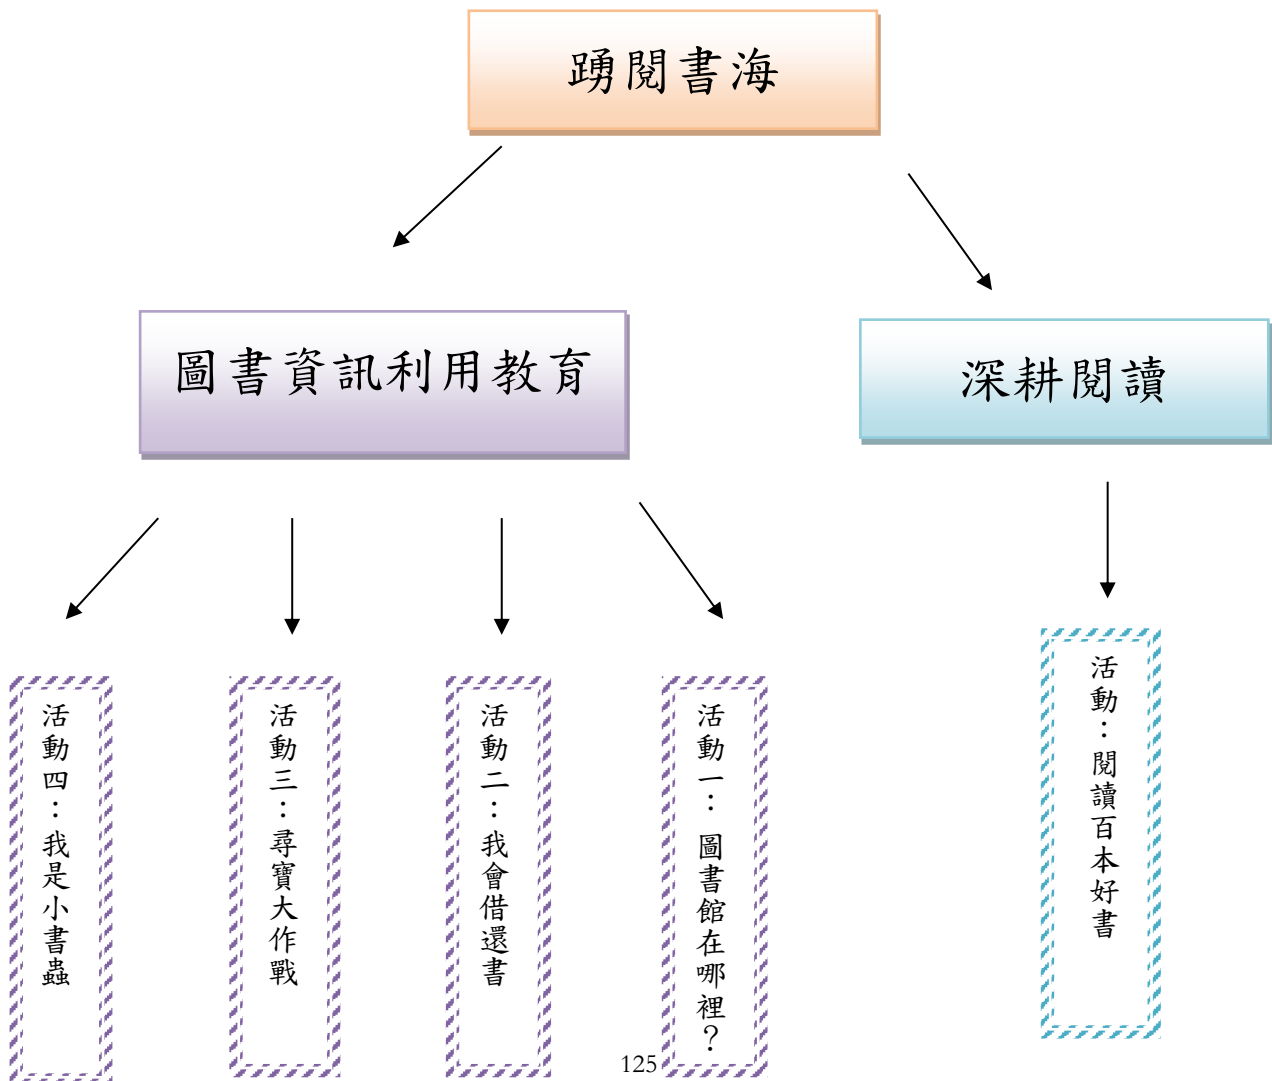 踴閱書海
圖書資訊利用教育
深耕閱讀
活動一：圖書館在哪裡？
活動二：我會借還書
活動三：尋寶大作戰
活動四：我是小書蟲
活動：閱讀百本好書
125